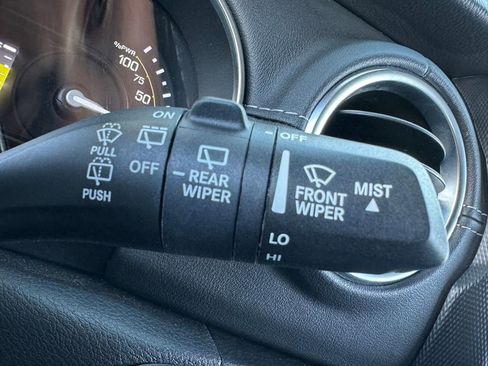 %PWR
100
75
50
ON
OFF
PULL
PUSH
REAR
WIPER
OFF
FRONT
WIPER
MIST
LO
HI